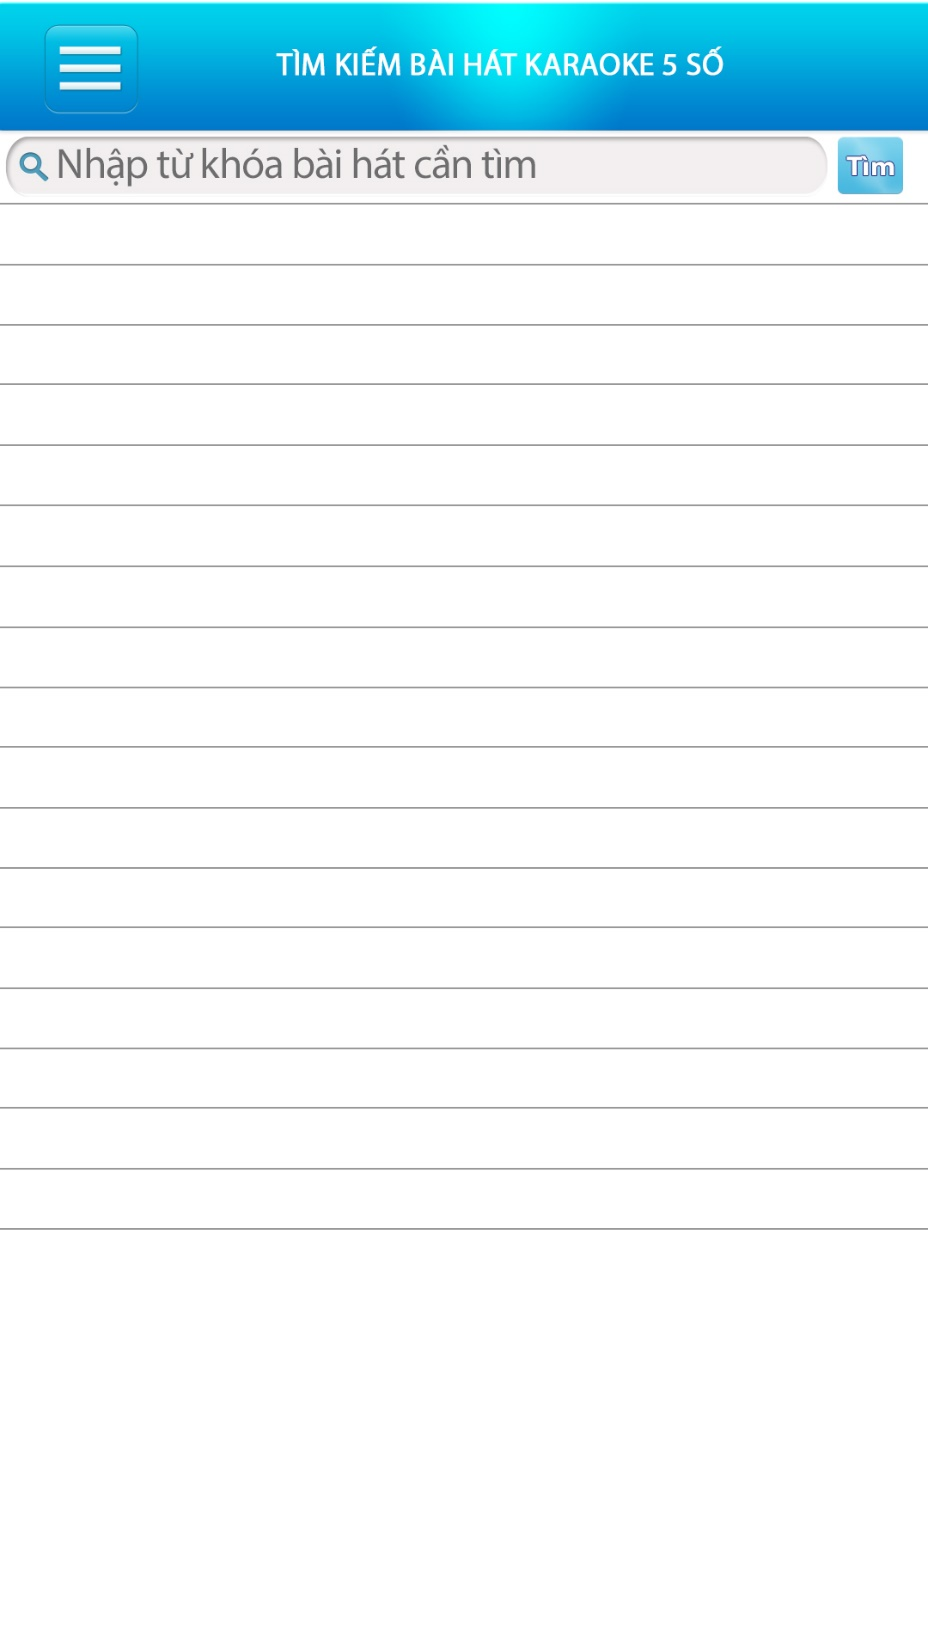 TÌM KIẾM BÀI HÁT KARAOKE 5 SỐ
Nhập từ khóa bài hát cần tìm
Tìm